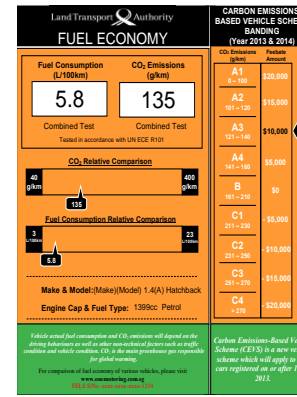 Land Transport Authority
FUEL ECONOMY
Fuel Consumption
(L/100km)
CO₂ Emissions
(g/km)
5.8
135
Combined Test
Combined Test
Tested in accordance with UN ECE R101
CO₂ Relative Comparison
40
g/km
400
g/km
135
Fuel Consumption Relative Comparison
3
L/100km
23
L/100km
5.8
Make & Model:(Make)(Model) 1.4(A) Hatchback
Engine Cap & Fuel Type: 1399cc Petrol
Vehicle actual fuel consumption and CO₂ emissions will depend on the
driving behaviours as well as other non-technical factors such as traffic
condition and vehicle condition. CO₂ is the main greenhouse gas responsible
for global warming.
For comparison of fuel economy of various vehicles, please visit
www.onemotoring.com.sg
CARBON EMISSIONS
BASED VEHICLE SCHE
BANDING
(Year 2013 & 2014)
CO₂ Emissions
(g/km)
Feebate
Amount
A1
0 – 100
$20,000
A2
101 – 120
$15,000
A3
121 – 140
$10,000
A4
141 – 160
$5,000
B
161 – 210
$0
C1
211 – 230
- $5,000
C2
231 – 250
- $10,000
C3
251 – 270
- $15,000
C4
> 270
- $20,000
Carbon Emissions-Based Ve
Scheme (CEVS) is a new ve
scheme which will apply to
cars registered on or after 1
2013.